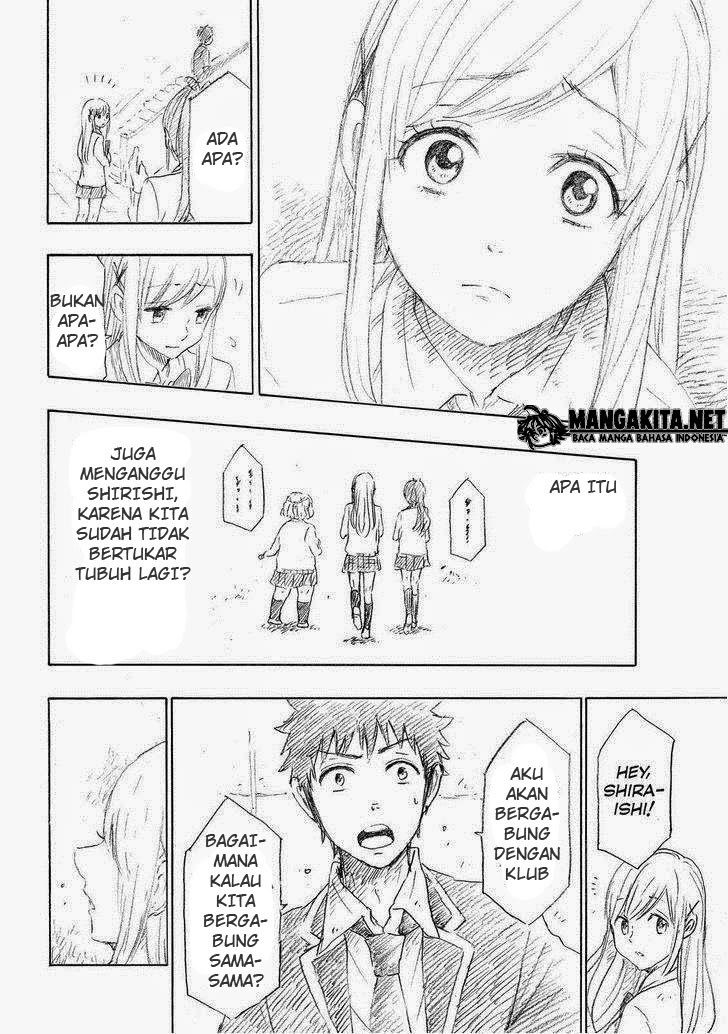 ADA
APA?
BUKAN
APA-
APA?
MANGAKITA.NET
BACA MANGA BAHASA INDONESIA
APA ITU
JUGA
MENGANGGU
SHIRISHI,
KARENA KITA
SUDAH TIDAK
BERTUKAR
TUBUH LAGI?
HEY,
SHIRA-
ISHI!
AKU
AKAN
BERGA-
BUNG
DENGAN
KLUB
BAGAI-
MANA
KALAU
KITA
BERGA-
BUNG
SAMA-
SAMA?